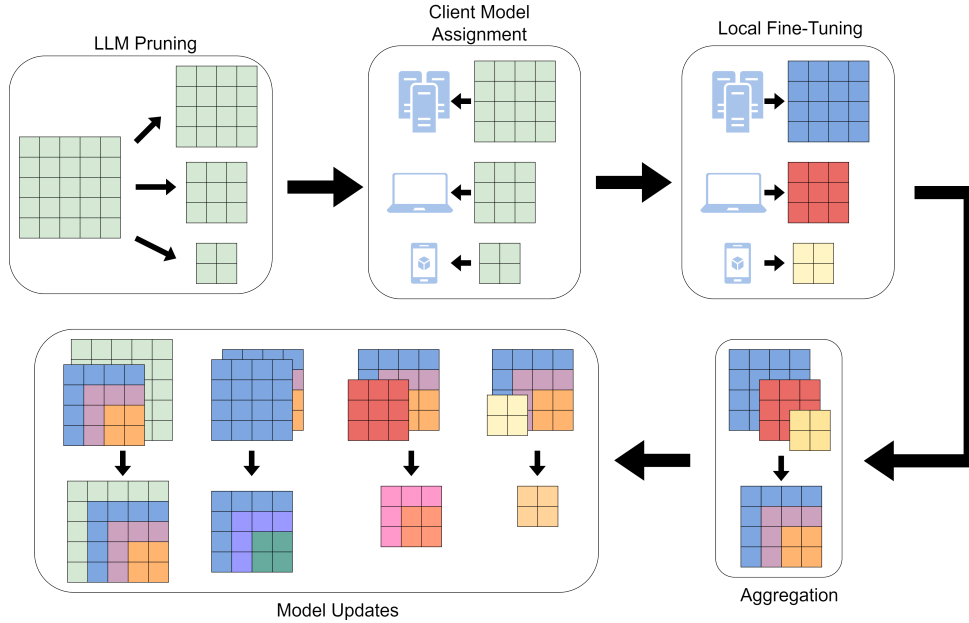 LLM Pruning
Client Model
Assignment
Local Fine-Tuning
Model Updates
Aggregation